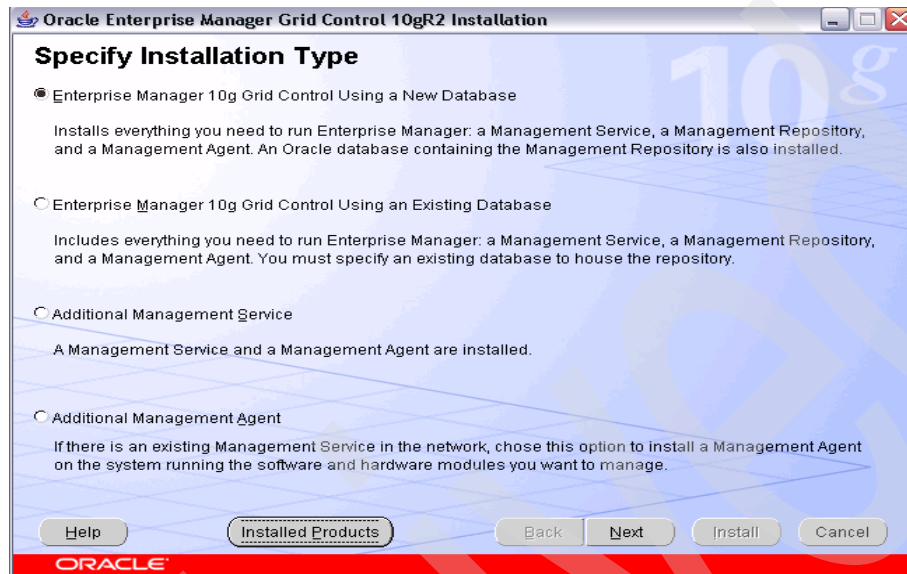 Oracle Enterprise Manager Grid Control 10gR2 Installation
Specify Installation Type
10g
Enterprise Manager 10g Grid Control Using a New Database
Installs everything you need to run Enterprise Manager: a Management Service, a Management Repository,
and a Management Agent. An Oracle database containing the Management Repository is also installed.
Enterprise Manager 10g Grid Control Using an Existing Database
Includes everything you need to run Enterprise Manager: a Management Service, a Management Repository,
and a Management Agent. You must specify an existing database to house the repository.
Additional Management Service
A Management Service and a Management Agent are installed.
Additional Management Agent
If there is an existing Management Service in the network, chose this option to install a Management Agent
on the system running the software and hardware modules you want to manage.
Help Installed Products Back Next Install Cancel
ORACLE